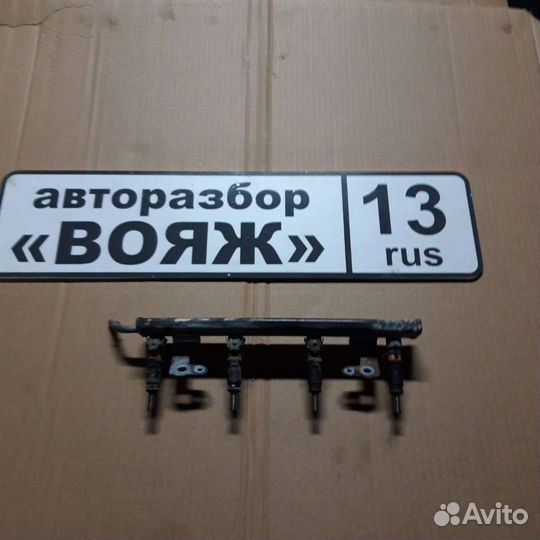 авторазбор
«ВОЯЖ»
13
rus
Avito